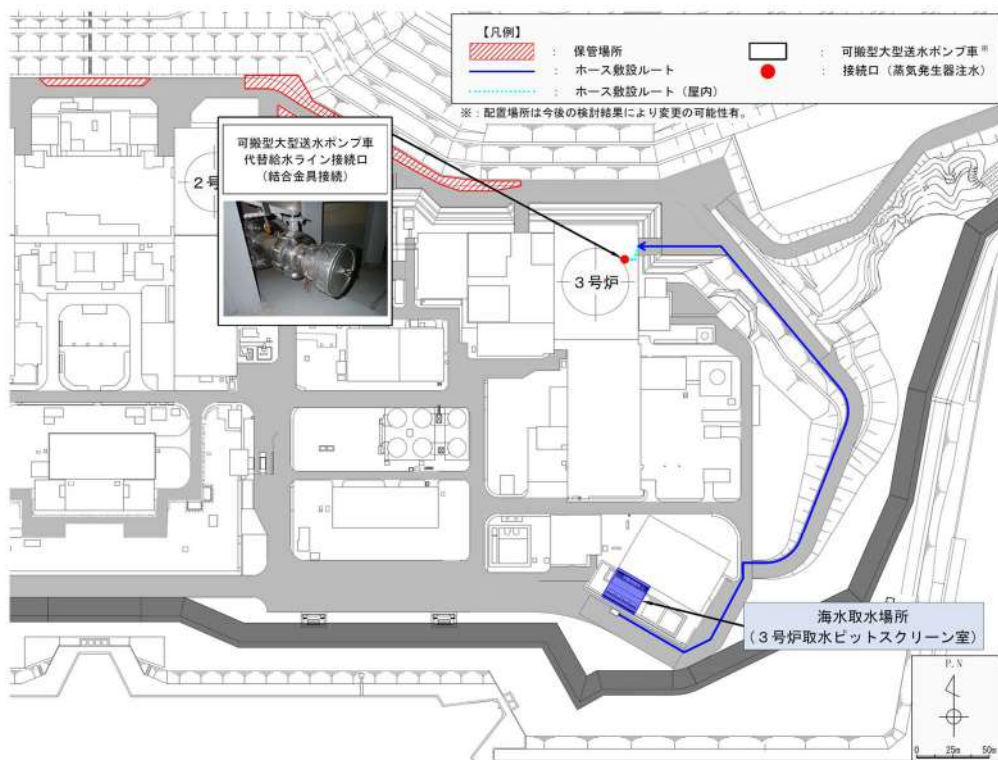 【凡例】
： 保管場所
： ホース敷設ルート
： ホース敷設ルート（屋内）
： 可搬型大型送水ポンプ車※
： 接続口（蒸気発生器注水）
※：配置場所は今後の検討結果により変更の可能性有。
可搬型大型送水ポンプ車
代替給水ライン接続口
（結合金具接続）
2号
3号炉
海水取水場所
（3号炉取水ピットスクリーン室）
P.N
0 25m 50m